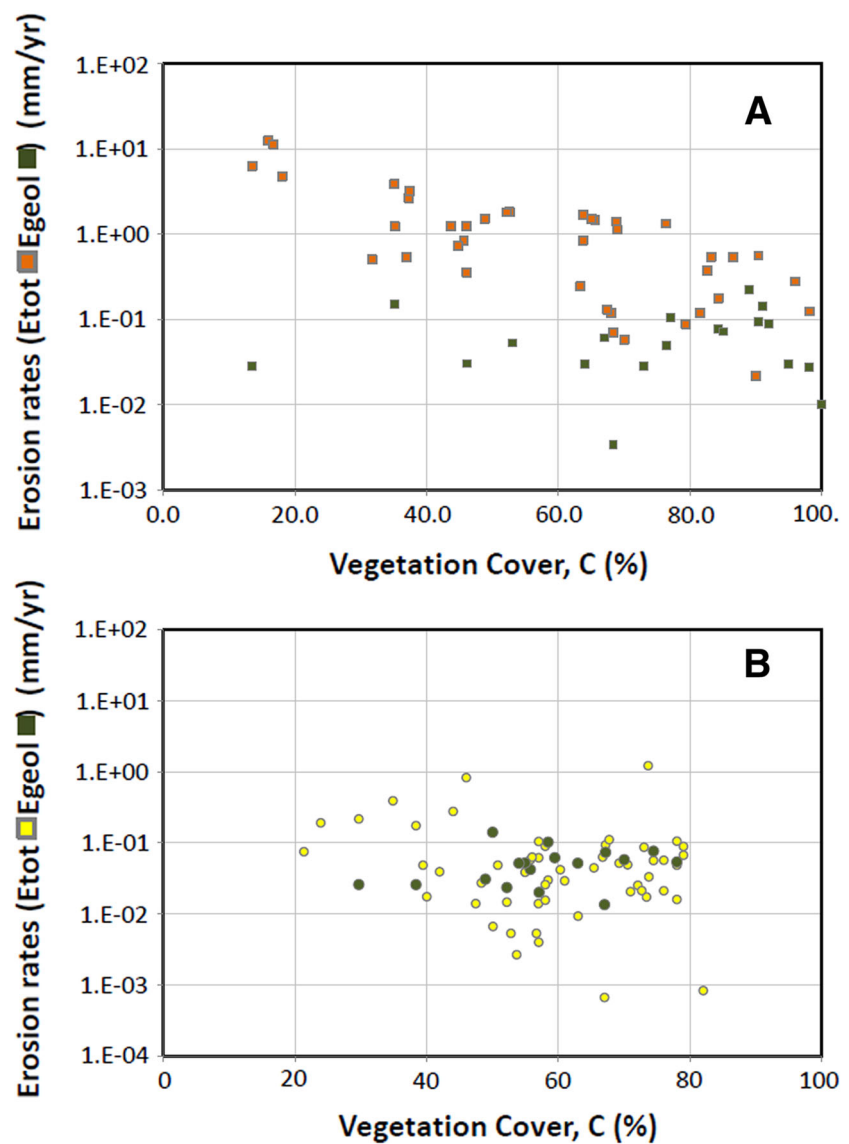 Erosion rates (Etot Egeol ) (mm/yr)
1.E+02
1.E+01
1.E+00
1.E-01
1.E-02
1.E-03
A
0.0 20.0 40.0 60.0 80.0 100.
Vegetation Cover, C (%)
Erosion rates (Etot Egeol ) (mm/yr)
1.E+02
1.E+01
1.E+00
1.E-01
1.E-02
1.E-03
1.E-04
B
0 20 40 60 80 100
Vegetation Cover, C (%)